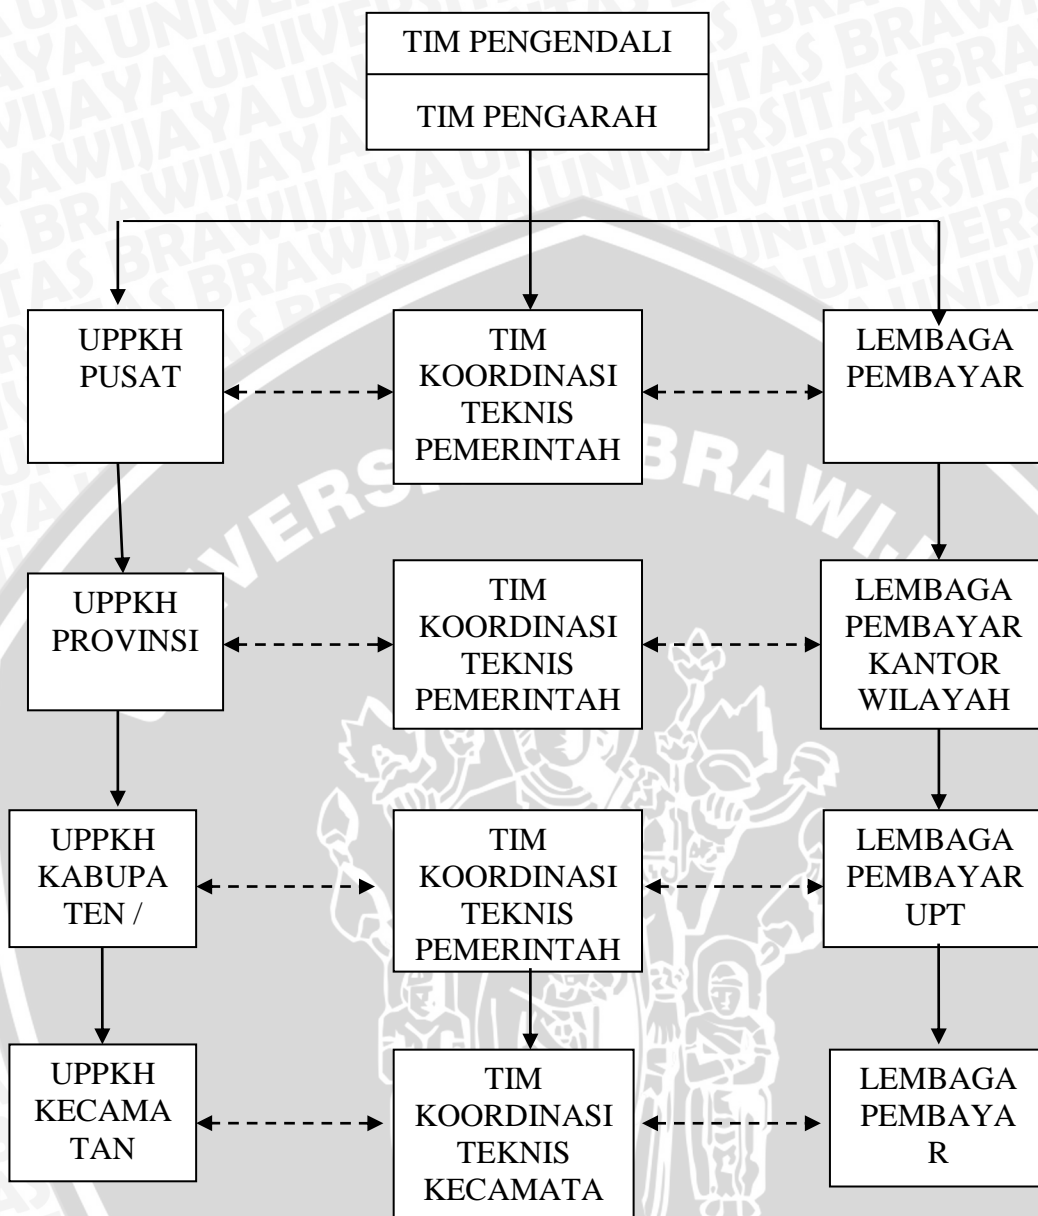 TIM PENGENDALI
TIM PENGARAH
UPPKH
PUSAT
TIM
KOORDINASI
TEKNIS
PEMERINTAH
LEMBAGA
PEMBAYAR
UPPKH
PROVINSI
TIM
KOORDINASI
TEKNIS
PEMERINTAH
LEMBAGA
PEMBAYAR
KANTOR
WILAYAH
UPPKH
KABUPA
TEN /
TIM
KOORDINASI
TEKNIS
PEMERINTAH
LEMBAGA
PEMBAYAR
UPT
UPPKH
KECAMA
TAN
TIM
KOORDINASI
TEKNIS
KECAMATA
LEMBAGA
PEMBAYA
R